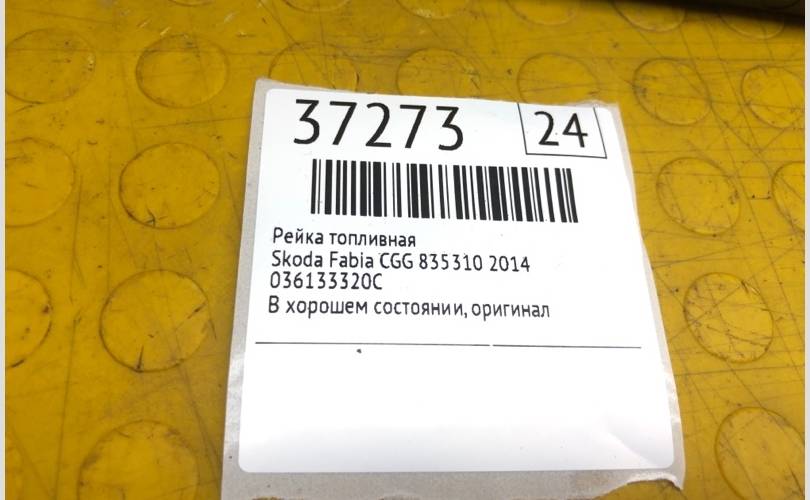 37273 24
Рейка топливная
Skoda Fabia CGG 835310 2014
036133320C
В хорошем состоянии, оригинал